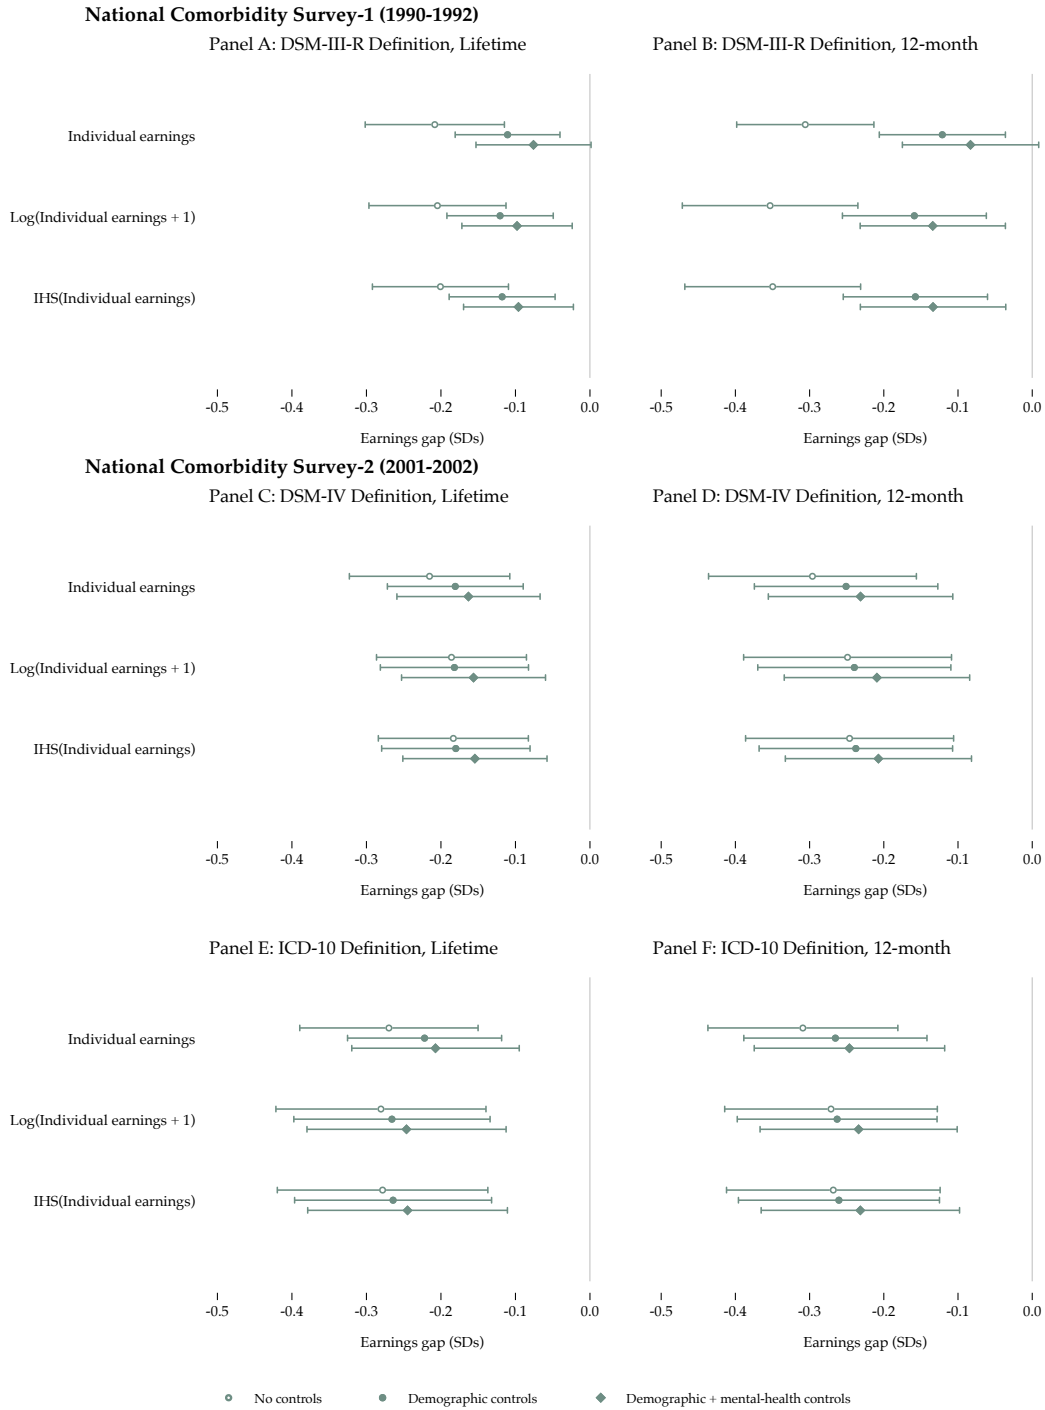 National Comorbidity Survey-1 (1990-1992)
Panel A: DSM-III-R Definition, Lifetime
Individual earnings
Log(Individual earnings + 1)
IHS(Individual earnings)
-0.5 -0.4 -0.3 -0.2 -0.1 0.0
Earnings gap (SDs)
Panel B: DSM-III-R Definition, 12-month
-0.5 -0.4 -0.3 -0.2 -0.1 0.0
Earnings gap (SDs)
National Comorbidity Survey-2 (2001-2002)
Panel C: DSM-IV Definition, Lifetime
Individual earnings
Log(Individual earnings + 1)
IHS(Individual earnings)
-0.5 -0.4 -0.3 -0.2 -0.1 0.0
Earnings gap (SDs)
Panel D: DSM-IV Definition, 12-month
-0.5 -0.4 -0.3 -0.2 -0.1 0.0
Earnings gap (SDs)
Panel E: ICD-10 Definition, Lifetime
Individual earnings
Log(Individual earnings + 1)
IHS(Individual earnings)
-0.5 -0.4 -0.3 -0.2 -0.1 0.0
Earnings gap (SDs)
Panel F: ICD-10 Definition, 12-month
-0.5 -0.4 -0.3 -0.2 -0.1 0.0
Earnings gap (SDs)
No controls Demographic controls Demographic + mental-health controls